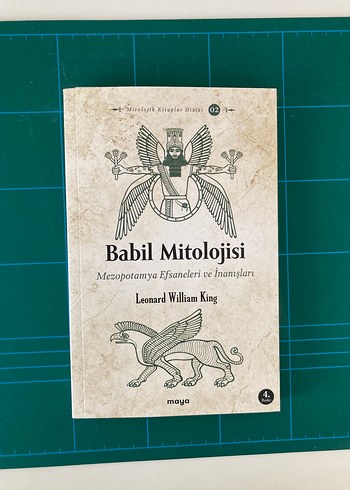 Mitolojik Kitaplar Dizisi 02
Babil Mitolojisi
Mezopotamya Efsaneleri ve İnanışları
Leonard William King
4.
Baskı
maya